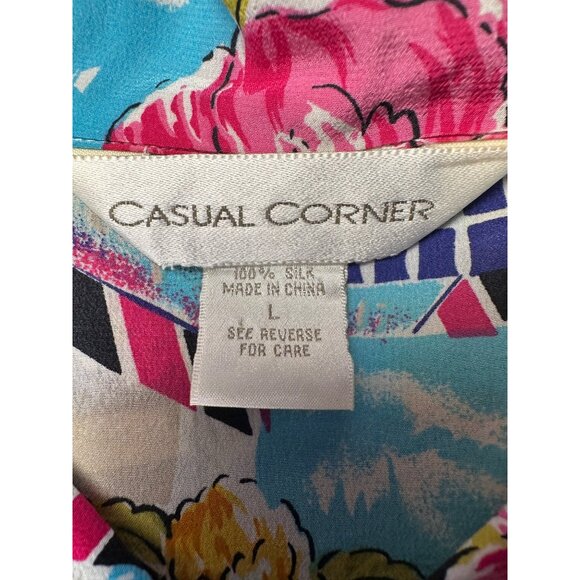 CASUAL CORNER
100% SILK
MADE IN CHINA
L
SEE REVERSE
FOR CARE